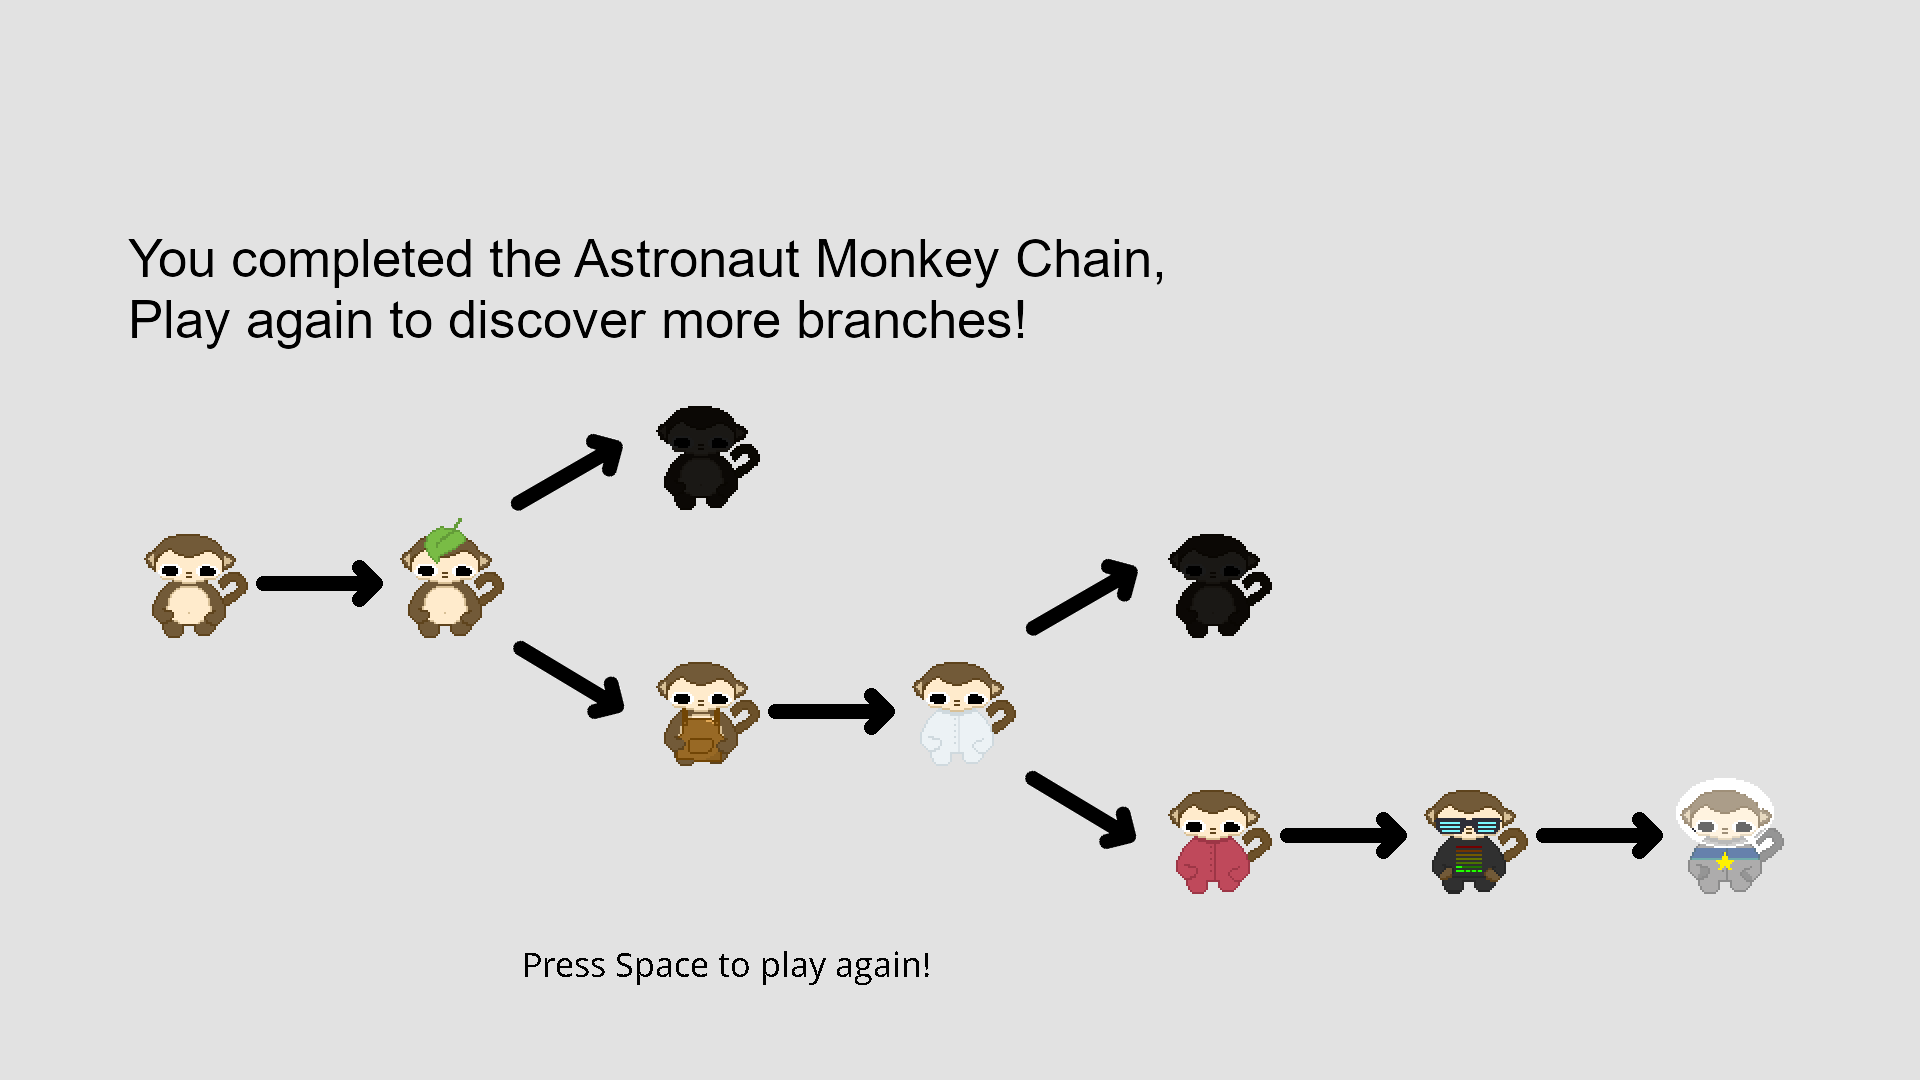 You completed the Astronaut Monkey Chain,
Play again to discover more branches!
Press Space to play again!